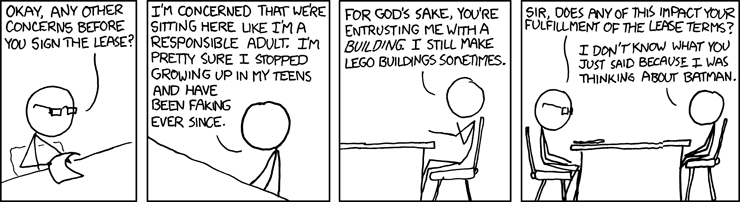 OKAY, ANY OTHER
CONCERNS BEFORE
YOU SIGN THE LEASE?
I'M CONCERNED THAT WE'RE
SITTING HERE LIKE I'M A
RESPONSIBLE ADULT. I'M
PRETTY SURE I STOPPED
GROWING UP IN MY TEENS
AND HAVE
BEEN FAKING
EVER SINCE.
FOR GOD'S SAKE, YOU'RE
ENTRUSTING ME WITH A
BUILDING. I STILL MAKE
LEGO BUILDINGS SOMETIMES.
SIR, DOES ANY OF THIS IMPACT YOUR
FULFILLMENT OF THE LEASE TERMS?
I DON'T KNOW WHAT YOU
JUST SAID BECAUSE I WAS
THINKING ABOUT BATMAN.